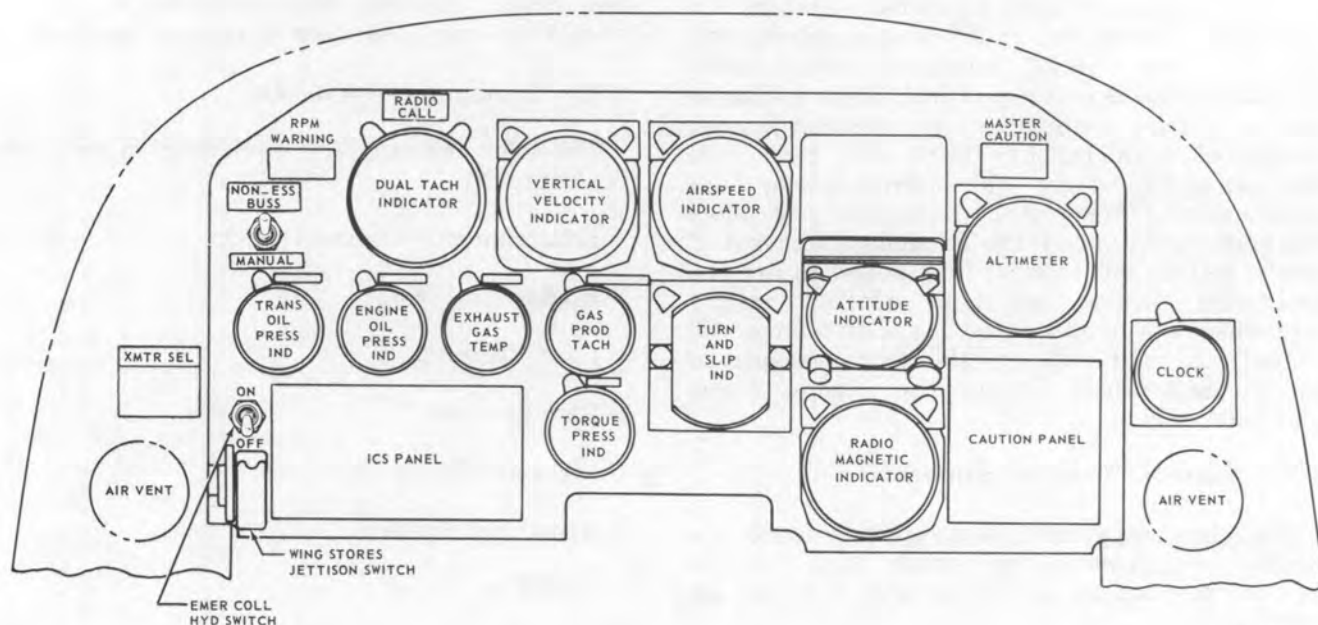 RADIO
CALL
RPM
WARNING
DUAL TACH
INDICATOR
VERTICAL
VELOCITY
INDICATOR
AIRSPEED
INDICATOR
MASTER
CAUTION
NON-ESS
BUSS
MANUAL
ALTIMETER
TRANS
OIL
PRESS
IND
ENGINE
OIL
PRESS
IND
EXHAUST
GAS
TEMP
GAS
PROD
TACH
TURN
AND
SLIP
IND
ATTITUDE
INDICATOR
XMTR SEL
CLOCK
ON
OFF
ICS PANEL
TORQUE
PRESS
IND
RADIO
MAGNETIC
INDICATOR
CAUTION PANEL
AIR VENT
AIR VENT
WING STORES
JETTISON SWITCH
EMER COLL
HYD SWITCH